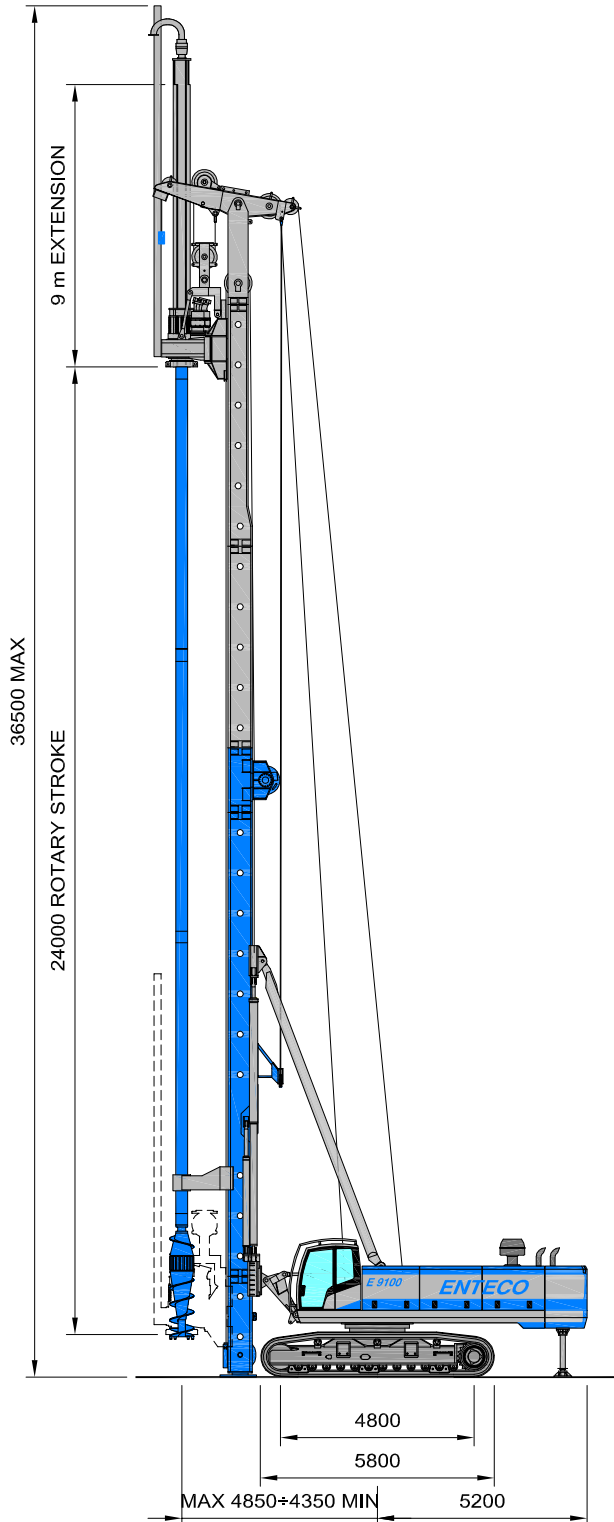 9 m EXTENSION
36500 MAX
24000 ROTARY STROKE
E 9100
ENTECO
4800
5800
MAX 4850÷4350 MIN
5200